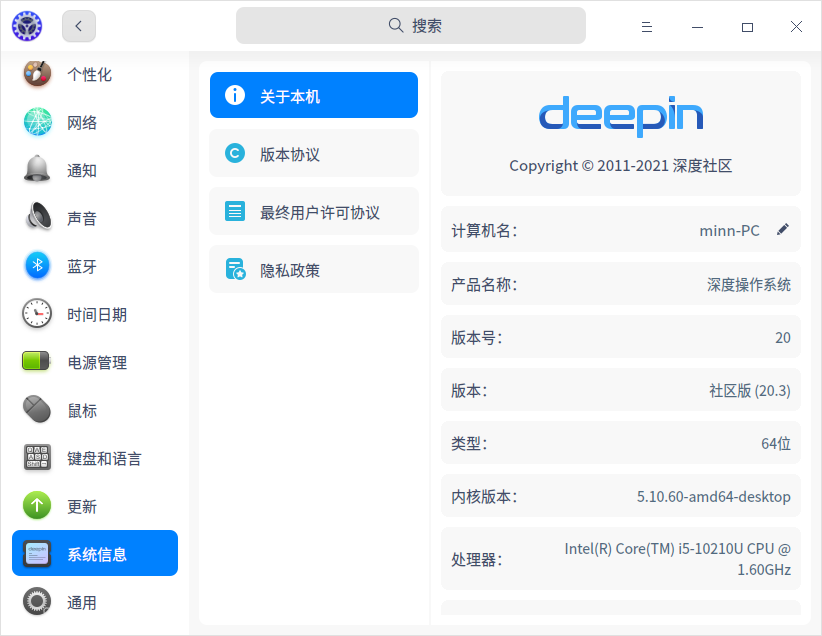 搜索
个性化
网络
通知
声音
蓝牙
时间日期
电源管理
鼠标
键盘和语言
更新
系统信息
通用
关于本机
版本协议
最终用户许可协议
隐私政策
deepin
Copyright © 2011-2021 深度社区
计算机名： minn-PC
产品名称： 深度操作系统
版本号： 20
版本： 社区版 (20.3)
类型： 64位
内核版本： 5.10.60-amd64-desktop
处理器： Intel(R) Core(TM) i5-10210U CPU @
1.60GHz